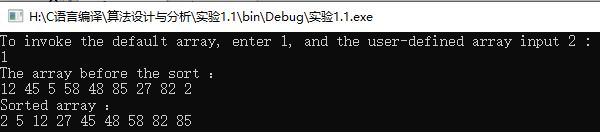 H:\C语言编译\算法设计与分析\实验1.1\bin\Debug\实验1.1.exe
To invoke the default array, enter 1, and the user-defined array input 2 :
1
The array before the sort ：
12 45 5 58 48 85 27 82 2
Sorted array ：
2 5 12 27 45 48 58 82 85